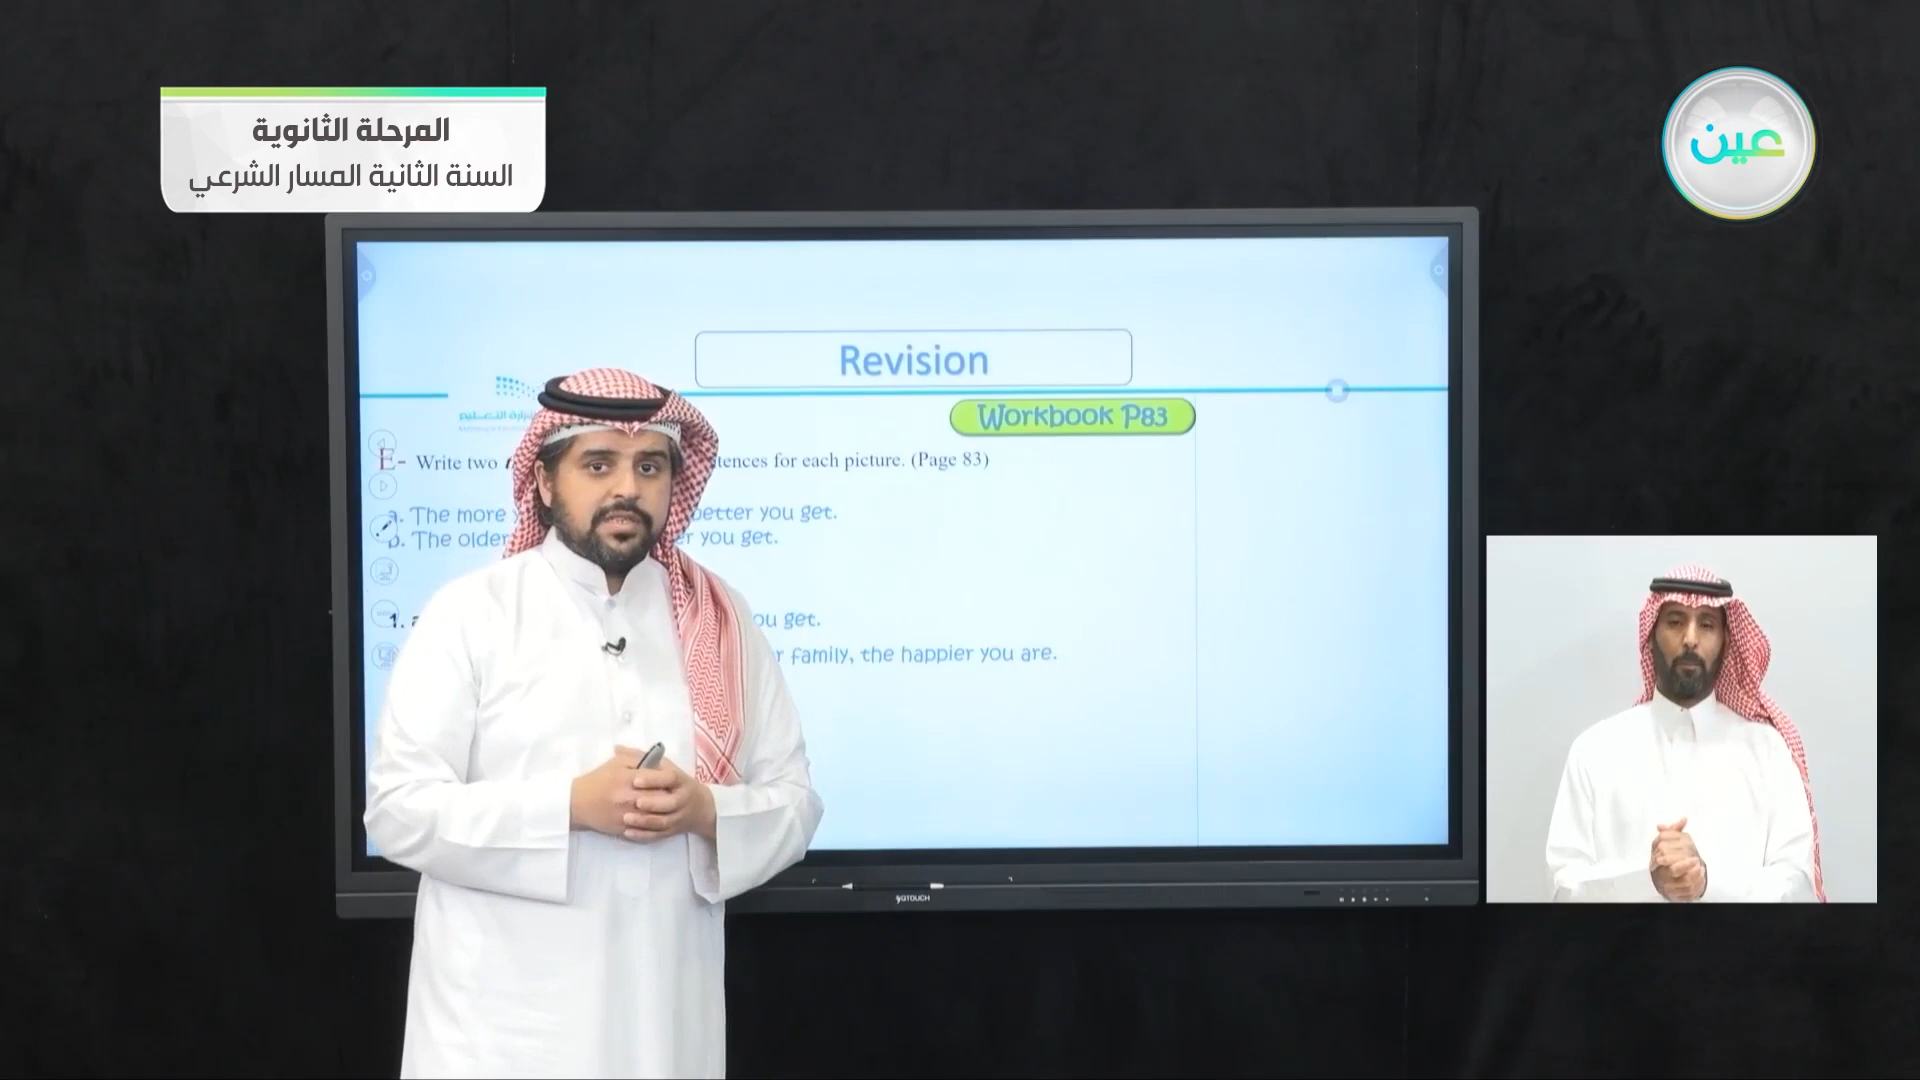 المرحلة الثانوية
السنة الثانية المسار الشرعي
عين
Revision
Workbook P83
E- Write two tences for each picture. (Page 83)
a. The more better you get.
b. The older er you get.
1. ou get.
r family, the happier you are.